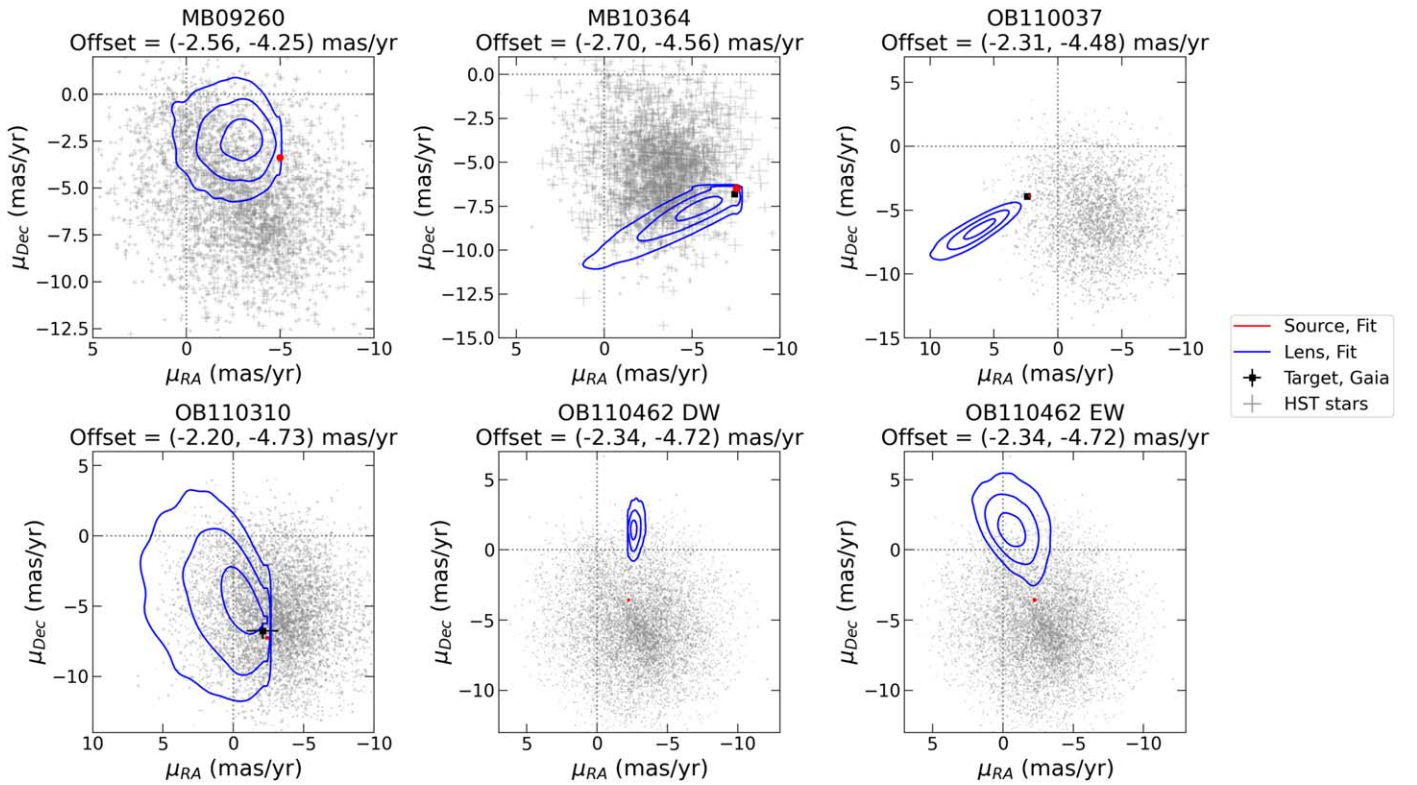 MB09260
Offset = (-2.56, -4.25) mas/yr
0.0
−2.5
−5.0
−7.5
−10.0
−12.5
5
0
−5
−10
μDec (mas/yr)
μRA (mas/yr)
MB10364
Offset = (-2.70, -4.56) mas/yr
0.0
−2.5
−5.0
−7.5
−10.0
−12.5
−15.0
5
0
−5
−10
μDec (mas/yr)
μRA (mas/yr)
OB110037
Offset = (-2.31, -4.48) mas/yr
5
0
−5
−10
−15
10
5
0
−5
−10
μDec (mas/yr)
μRA (mas/yr)
Source, Fit
Lens, Fit
Target, Gaia
HST stars
OB110310
Offset = (-2.20, -4.73) mas/yr
5
0
−5
−10
10
5
0
−5
−10
μDec (mas/yr)
μRA (mas/yr)
OB110462 DW
Offset = (-2.34, -4.72) mas/yr
5
0
−5
−10
5
0
−5
−10
μDec (mas/yr)
μRA (mas/yr)
OB110462 EW
Offset = (-2.34, -4.72) mas/yr
5
0
−5
−10
5
0
−5
−10
μDec (mas/yr)
μRA (mas/yr)